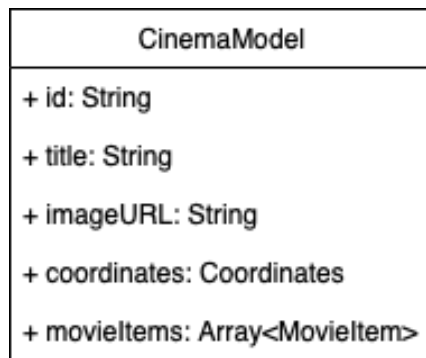 CinemaModel
+ id: String
+ title: String
+ imageURL: String
+ coordinates: Coordinates
+ movieItems: Array<MovieItem>